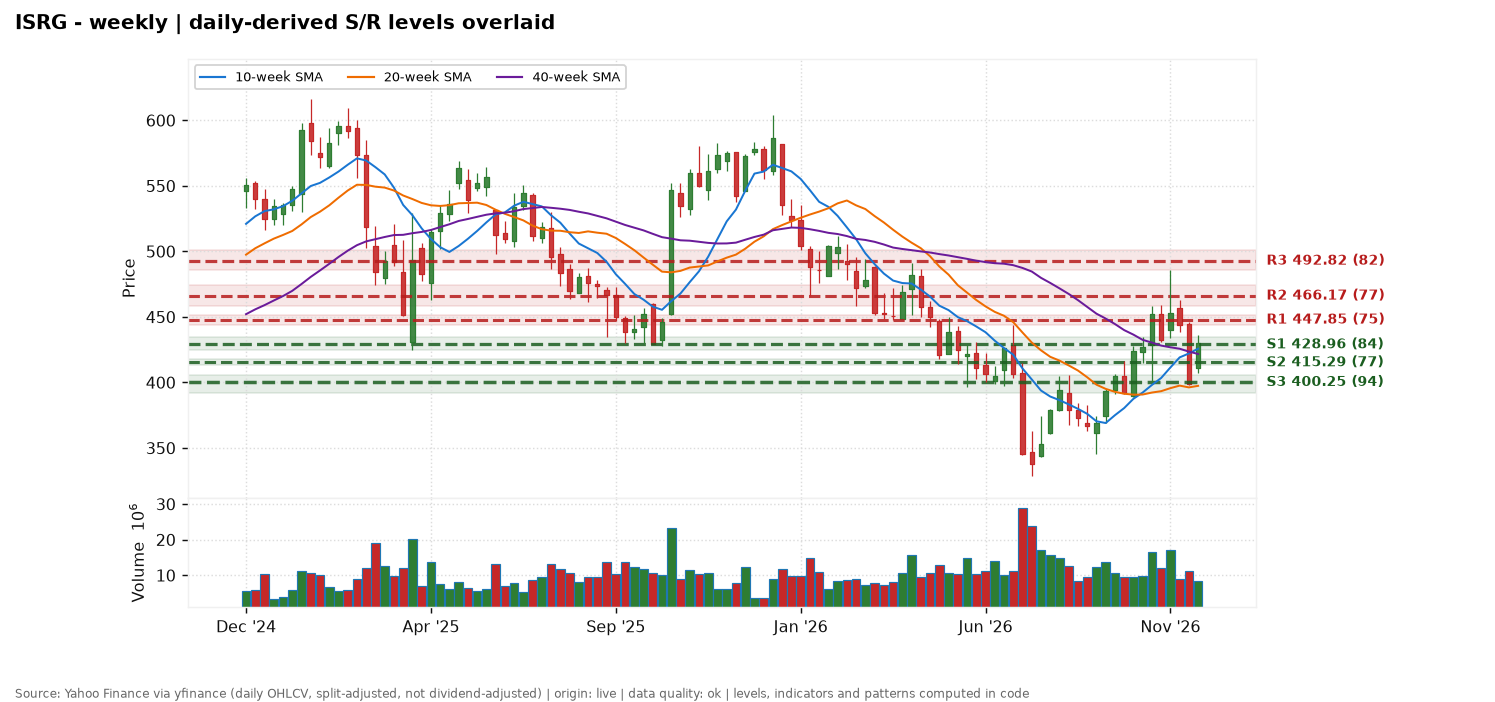 ISRG - weekly | daily-derived S/R levels overlaid
10-week SMA 20-week SMA 40-week SMA
Price
600
550
500
450
400
350
R3 492.82 (82)
R2 466.17 (77)
R1 447.85 (75)
S1 428.96 (84)
S2 415.29 (77)
S3 400.25 (94)
Volume 10⁶
30
20
10
Dec '24 Apr '25 Sep '25 Jan '26 Jun '26 Nov '26
Source: Yahoo Finance via yfinance (daily OHLCV, split-adjusted, not dividend-adjusted) | origin: live | data quality: ok | levels, indicators and patterns computed in code